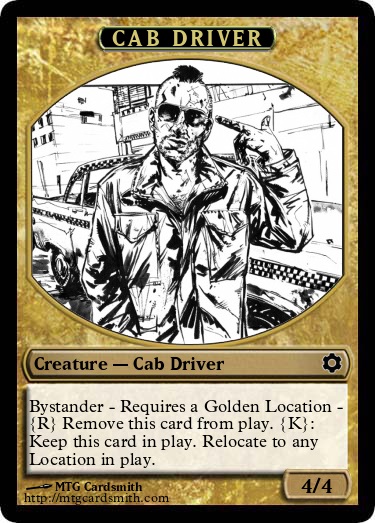 CAB DRIVER
Creature — Cab Driver
Bystander - Requires a Golden Location -
{R} Remove this card from play. {K}:
Keep this card in play. Relocate to any
Location in play.
4/4
MTG Cardsmith
http://mtgcardsmith.com